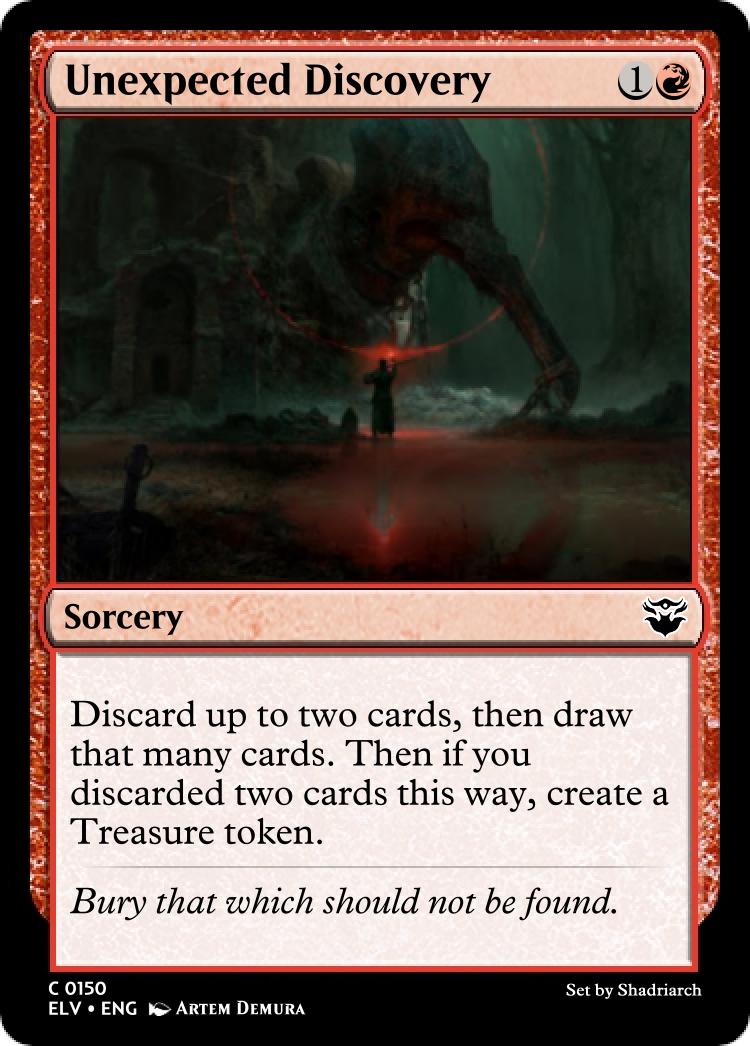 Unexpected Discovery 1
Sorcery
Discard up to two cards, then draw
that many cards. Then if you
discarded two cards this way, create a
Treasure token.
Bury that which should not be found.
C 0150
Set by Shadriarch
ELV • ENG ARTEM DEMURA